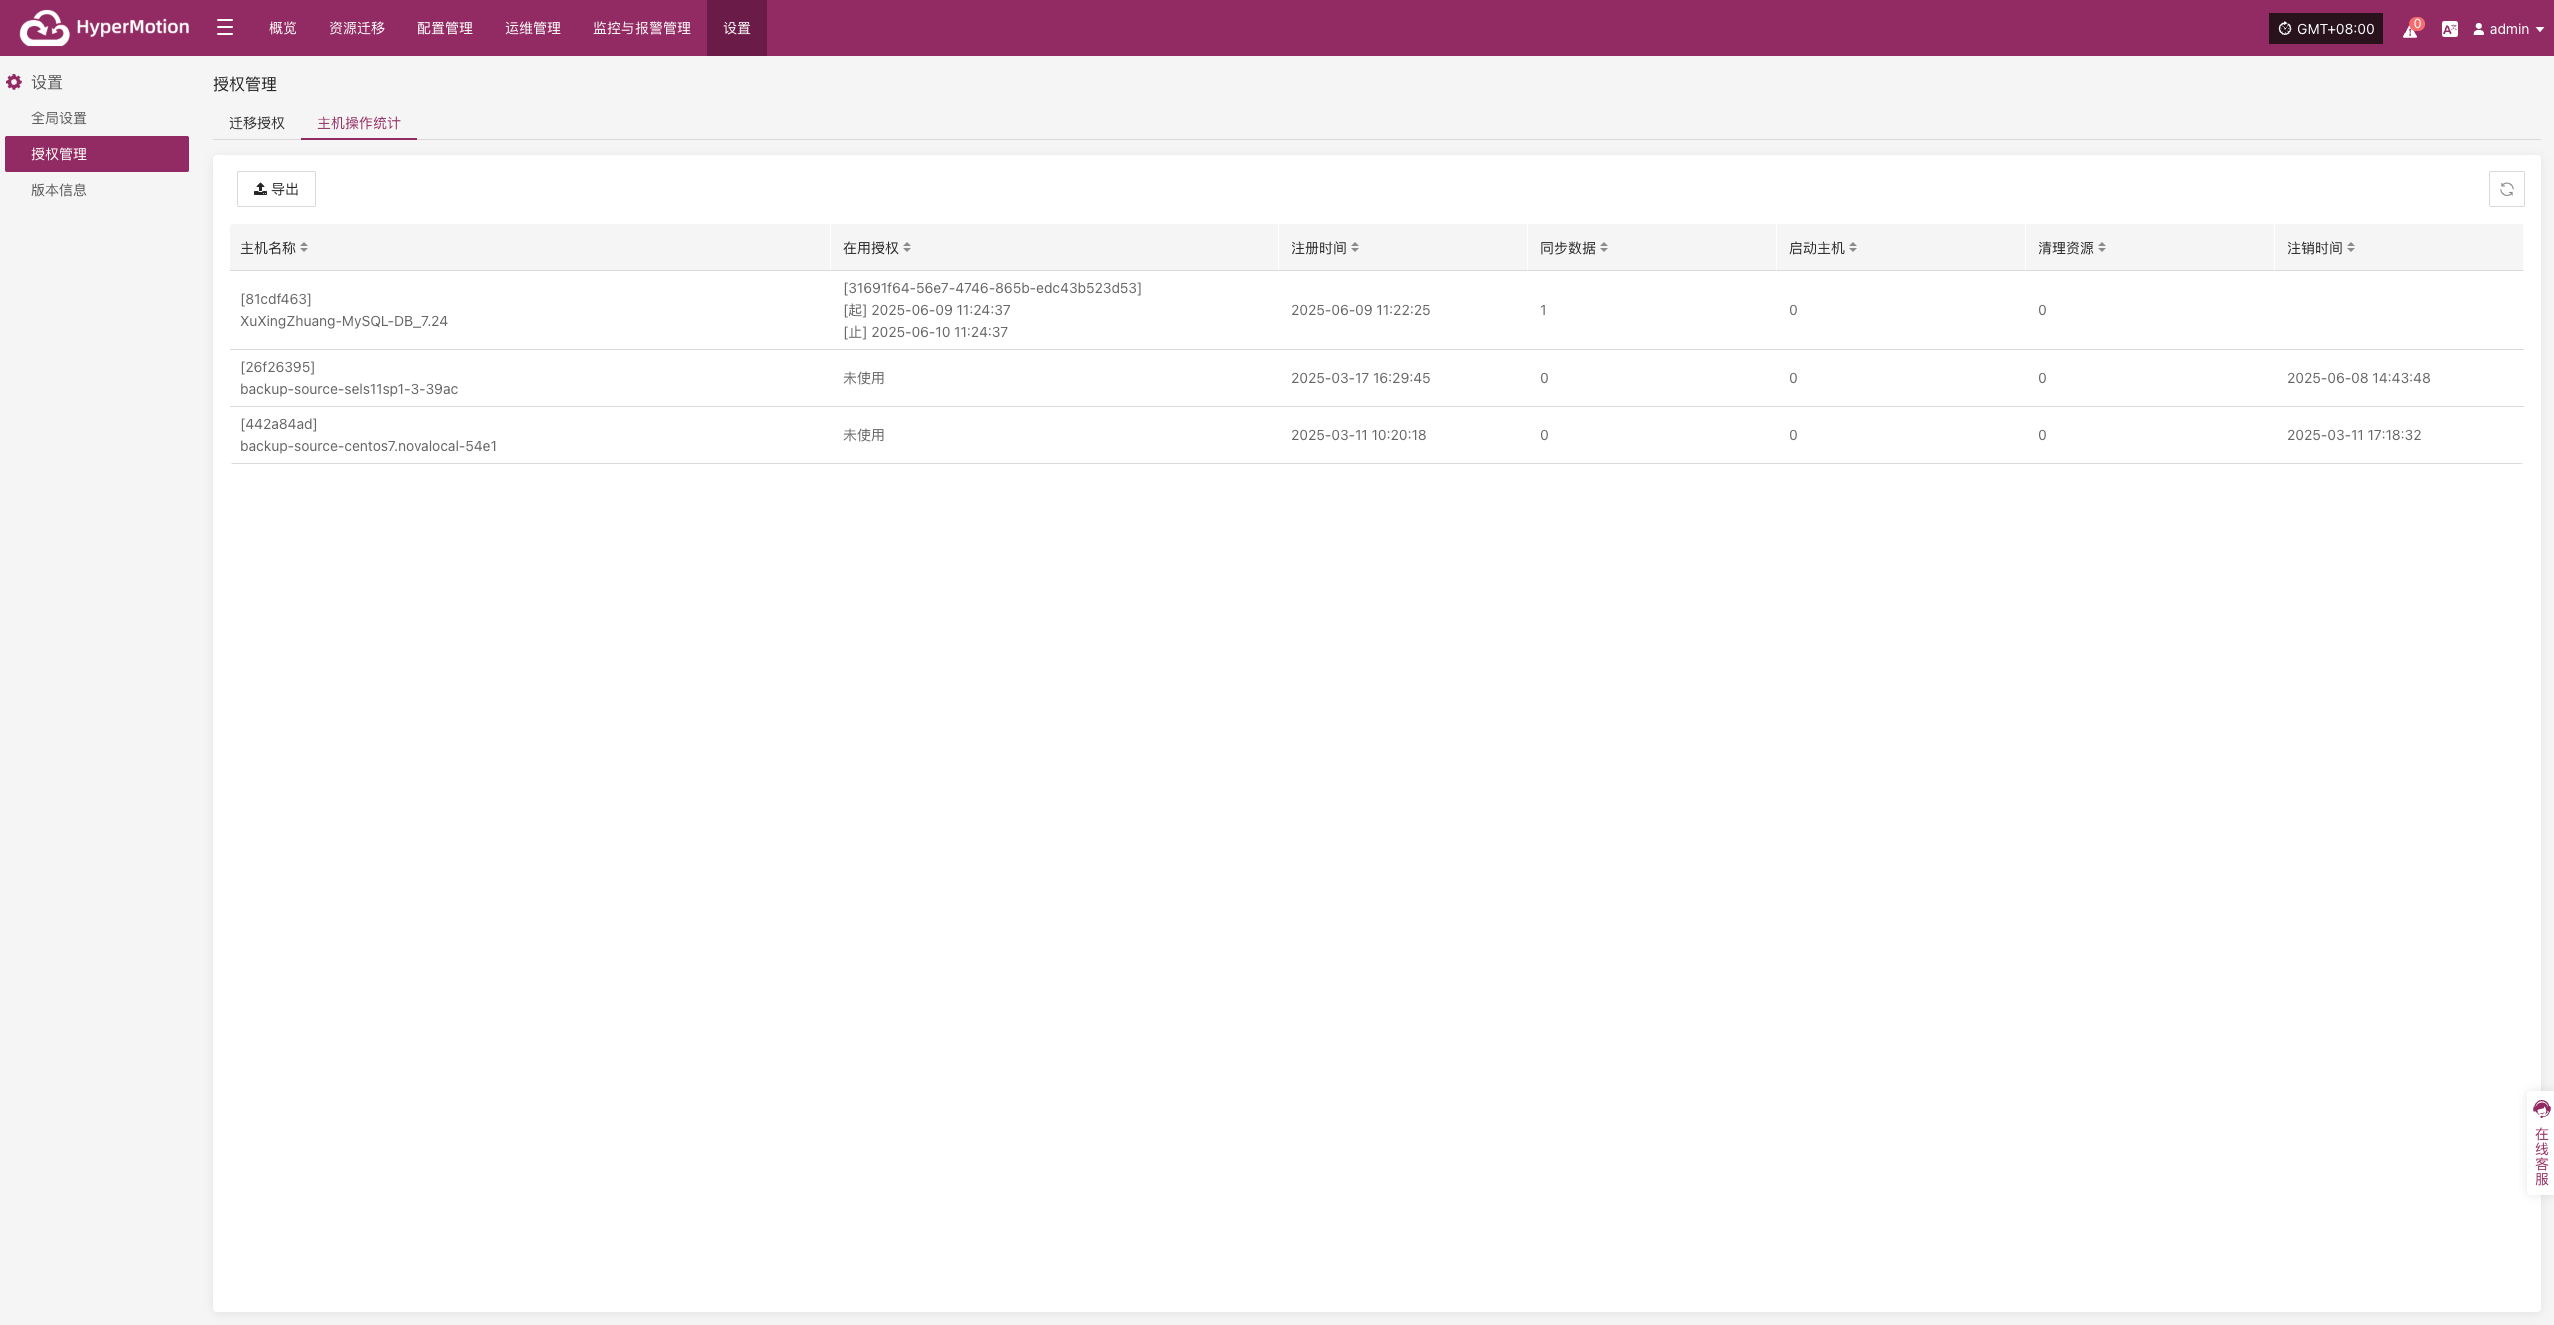 HyperMotion
概览
资源迁移
配置管理
运维管理
监控与报警管理
设置
GMT+08:00
0
admin
设置
全局设置
授权管理
版本信息
授权管理
迁移授权
主机操作统计
导出
主机名称
在用授权
注册时间
同步数据
启动主机
清理资源
注销时间
[81cdf463]
XuXingZhuang-MySQL-DB_7.24
[31691f64-56e7-4746-865b-edc43b523d53]
[起] 2025-06-09 11:24:37
[止] 2025-06-10 11:24:37
2025-06-09 11:22:25
1
0
0
[26f26395]
backup-source-sels11sp1-3-39ac
未使用
2025-03-17 16:29:45
0
0
0
2025-06-08 14:43:48
[442a84ad]
backup-source-centos7.novalocal-54e1
未使用
2025-03-11 10:20:18
0
0
0
2025-03-11 17:18:32
在线客服